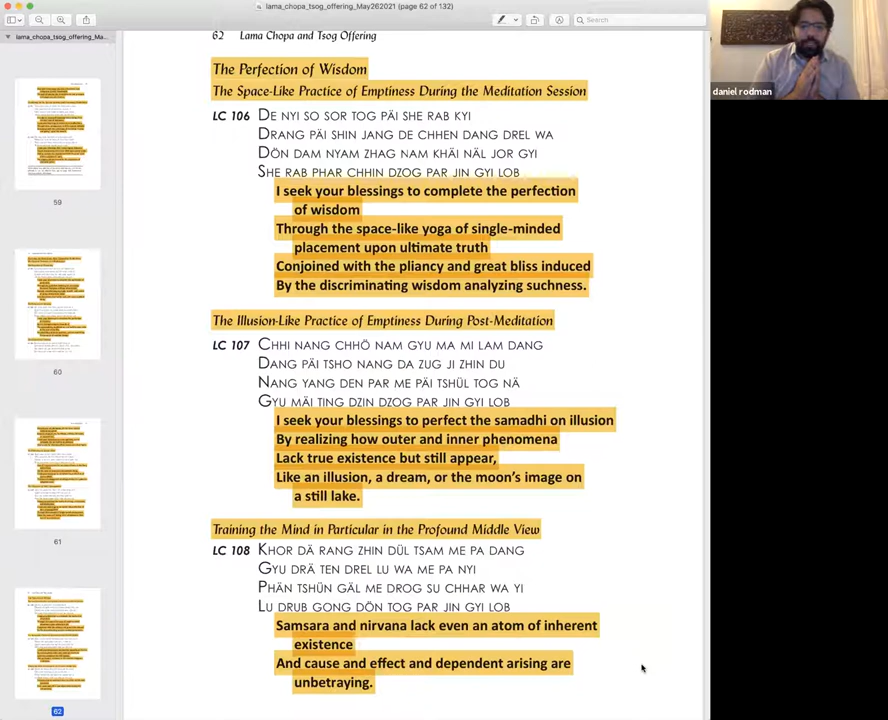 lama_chopa_tsog_offering_May262021 (page 62 of 132)
Search
lama_chopa_tsog_offering_Ma...
59
60
61
62
daniel rodman
62 Lama Chopa and Tsog Offering
The Perfection of Wisdom
The Space-Like Practice of Emptiness During the Meditation Session
LC 106 DE NYI SO SOR TOG PÄI SHE RAB KYI
DRANG PÄI SHIN JANG DE CHHEN DANG DREL WA
DÖN DAM NYAM ZHAG NAM KHÄI NÄL JOR GYI
SHE RAB PHAR CHHIN DZOG PAR JIN GYI LOB
I seek your blessings to complete the perfection
of wisdom
Through the space-like yoga of single-minded
placement upon ultimate truth
Conjoined with the pliancy and great bliss induced
By the discriminating wisdom analyzing suchness.
The Illusion-Like Practice of Emptiness During Post-Meditation
LC 107 CHHI NANG CHHÖ NAM GYU MA MI LAM DANG
DANG PÄI TSHO NANG DA ZUG JI ZHIN DU
NANG YANG DEN PAR ME PÄI TSHÜL TOG NÄ
GYU MÄI TING DZIN DZOG PAR JIN GYI LOB
I seek your blessings to perfect the samadhi on illusion
By realizing how outer and inner phenomena
Lack true existence but still appear,
Like an illusion, a dream, or the moon's image on
a still lake.
Training the Mind in Particular in the Profound Middle View
LC 108 KHOR DÄ RANG ZHIN DÜL TSAM ME PA DANG
GYU DRÄ TEN DREL LU WA ME PA NYI
PHÄN TSHÜN GÄL ME DROG SU CHHAR WA YI
LU DRUB GONG DÖN TOG PAR JIN GYI LOB
Samsara and nirvana lack even an atom of inherent
existence
And cause and effect and dependent arising are
unbetraying.